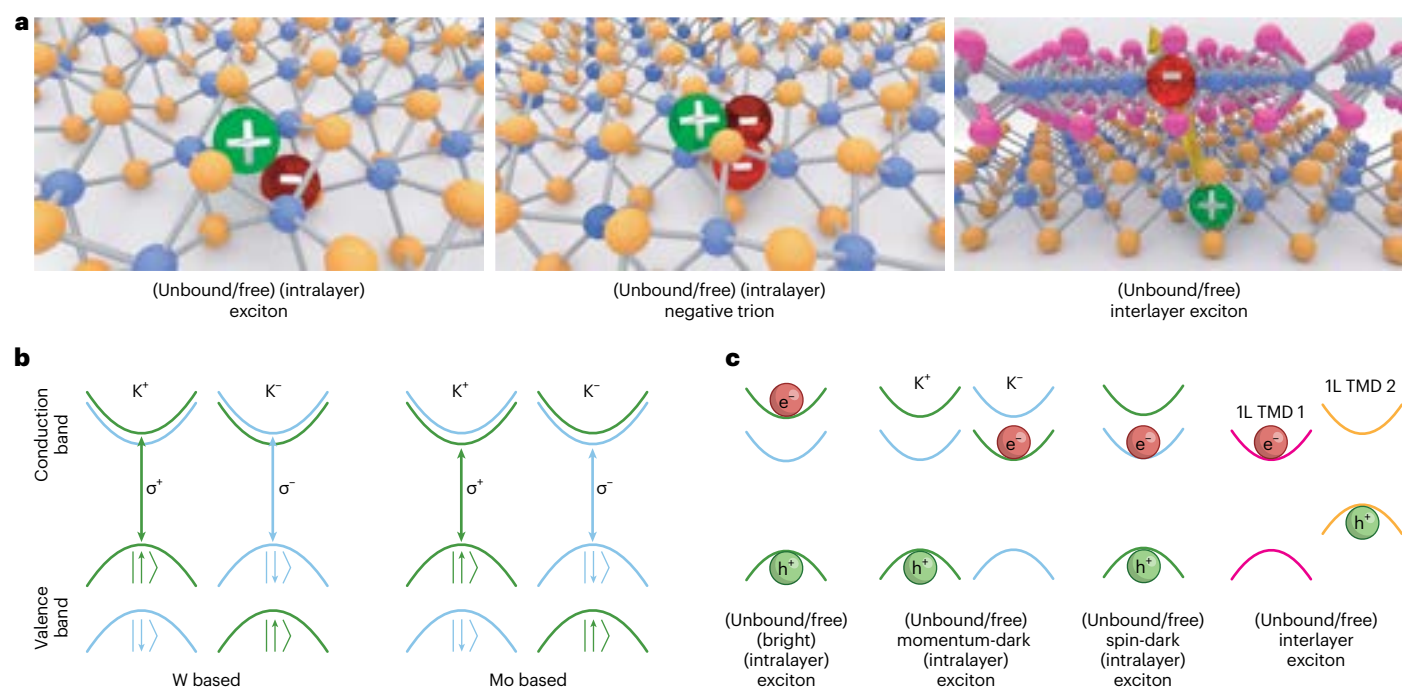 a
+
−
+
−
−
−
+
(Unbound/free) (intralayer)
exciton
(Unbound/free) (intralayer)
negative trion
(Unbound/free)
interlayer exciton
b
Conduction
band
Valence
band
K⁺
K⁻
K⁺
K⁻
σ⁺
σ⁻
σ⁺
σ⁻
|↑⟩
|↓⟩
|↑⟩
|↓⟩
|↓⟩
|↑⟩
|↓⟩
|↑⟩
W based
Mo based
c
K⁺
K⁻
1L TMD 1
1L TMD 2
e⁻
e⁻
e⁻
e⁻
h⁺
h⁺
h⁺
h⁺
(Unbound/free)
(bright)
(intralayer)
exciton
(Unbound/free)
momentum-dark
(intralayer)
exciton
(Unbound/free)
spin-dark
(intralayer)
exciton
(Unbound/free)
interlayer
exciton